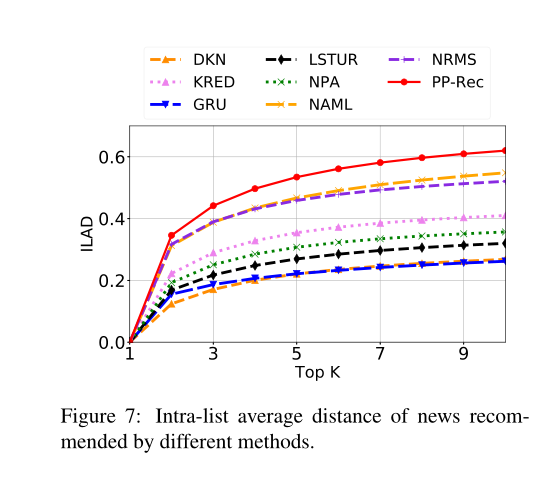 DKN LSTUR NRMS
KRED NPA PP-Rec
GRU NAML
0.6
0.4
0.2
0.0
ILAD
1 3 5 7 9
Top K
Figure 7: Intra-list average distance of news recom-
mended by different methods.